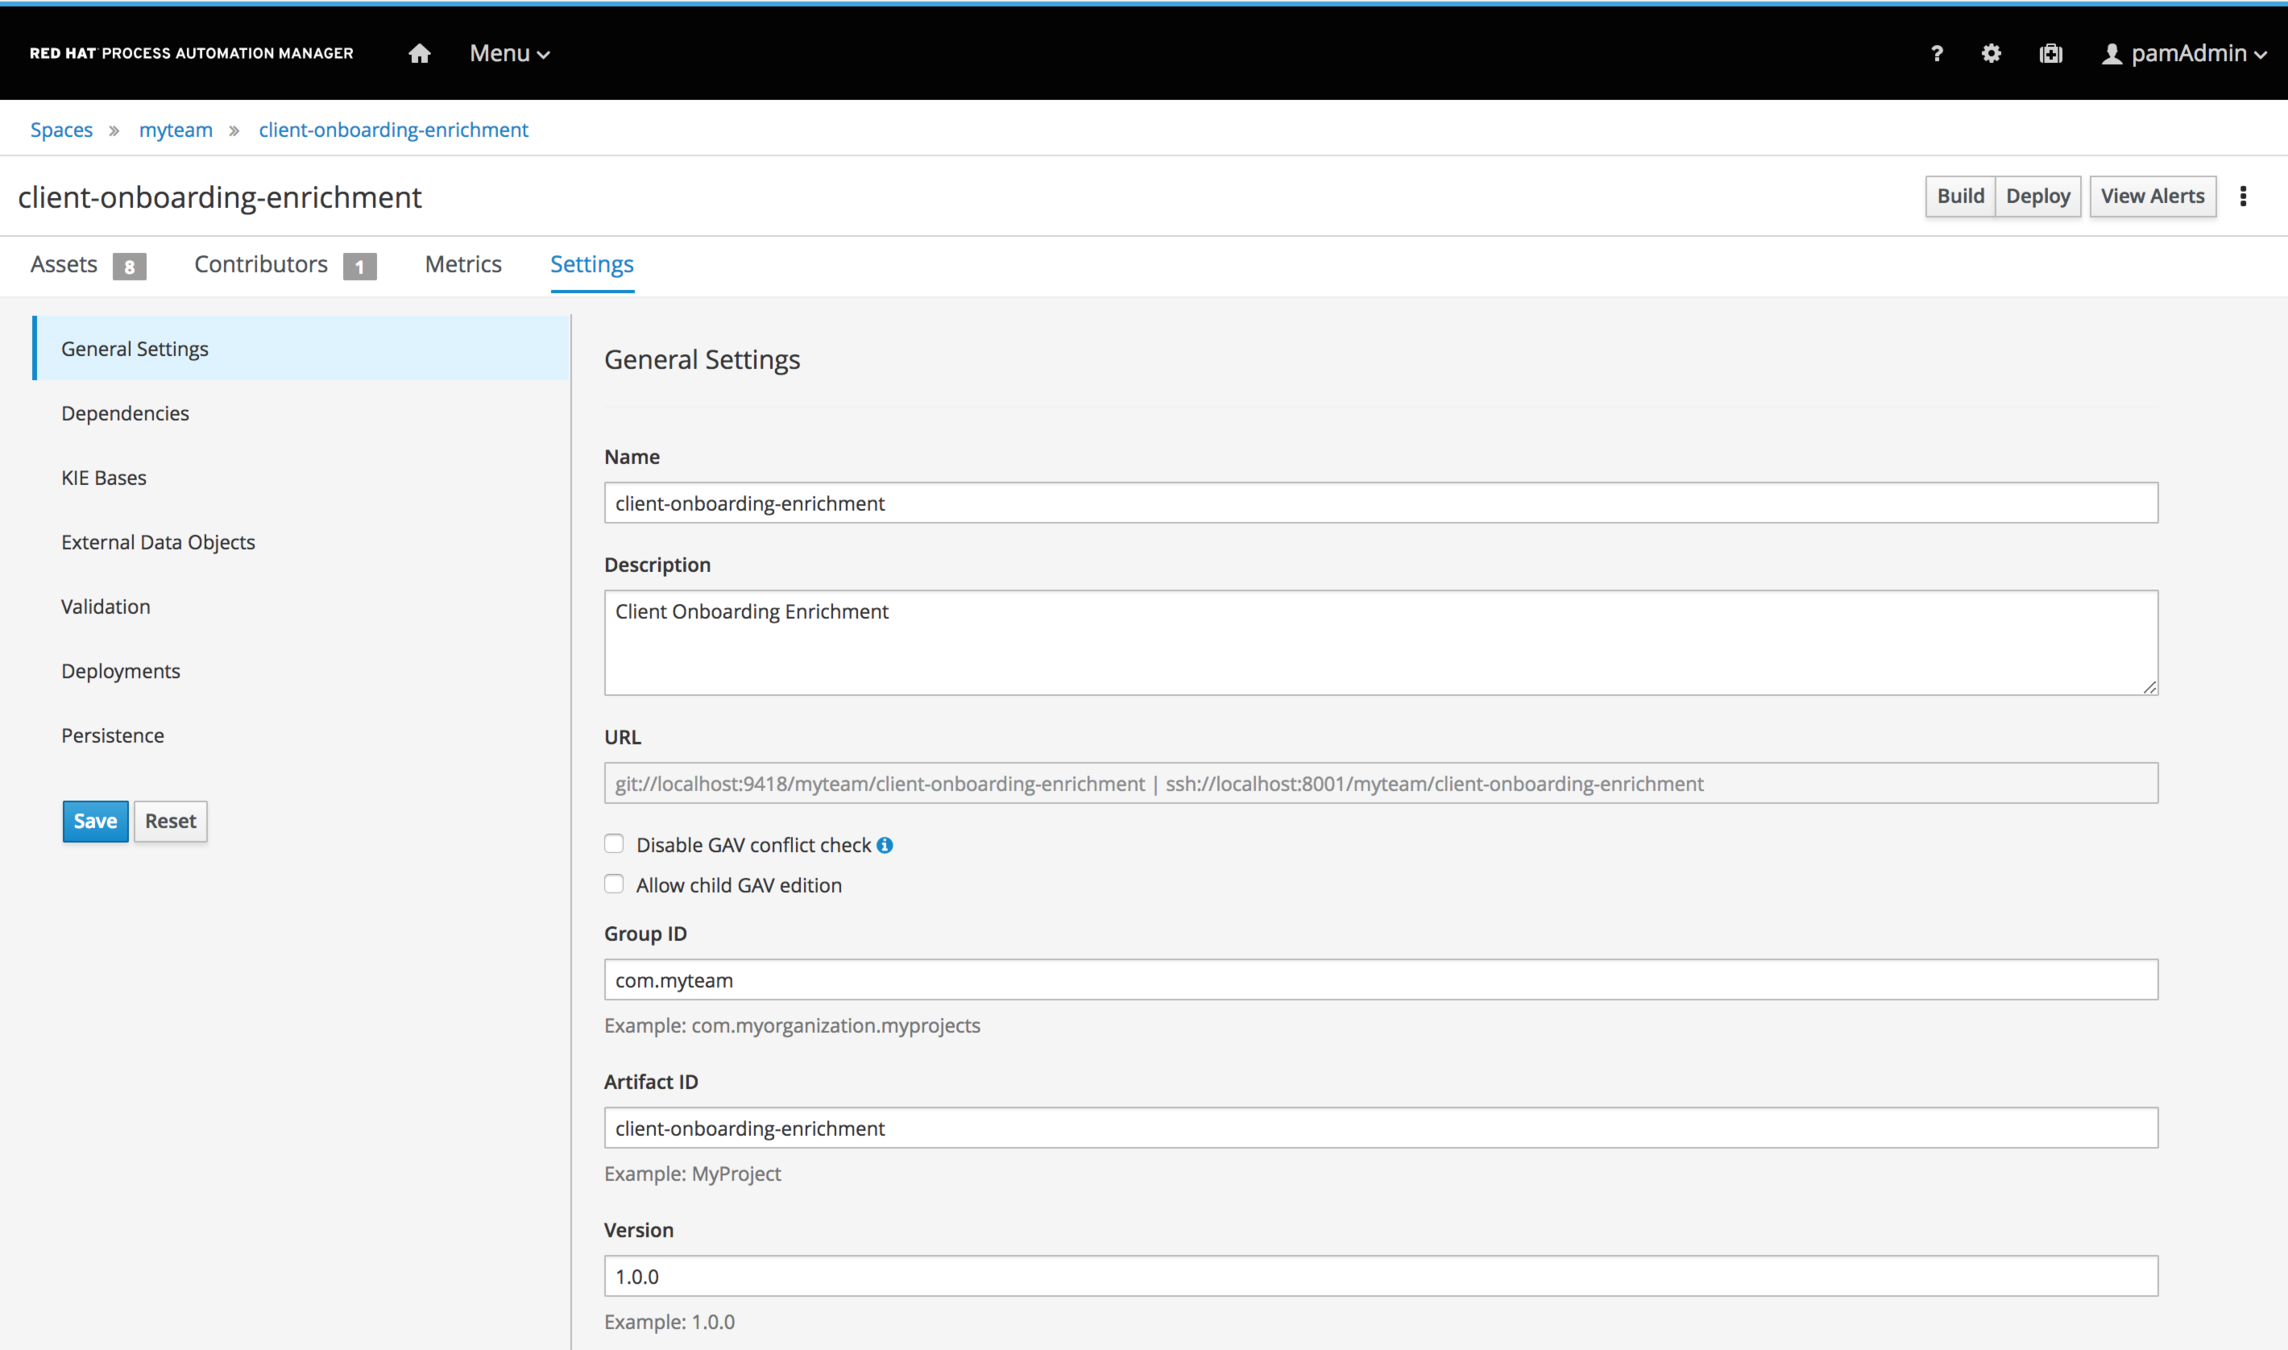 RED HAT PROCESS AUTOMATION MANAGER Menu ? pamAdmin
Spaces » myteam » client-onboarding-enrichment
client-onboarding-enrichment Build Deploy View Alerts
Assets 8 Contributors 1 Metrics Settings
General Settings
Dependencies
KIE Bases
External Data Objects
Validation
Deployments
Persistence
Save Reset
General Settings
Name
client-onboarding-enrichment
Description
Client Onboarding Enrichment
URL
git://localhost:9418/myteam/client-onboarding-enrichment | ssh://localhost:8001/myteam/client-onboarding-enrichment
Disable GAV conflict check
Allow child GAV edition
Group ID
com.myteam
Example: com.myorganization.myprojects
Artifact ID
client-onboarding-enrichment
Example: MyProject
Version
1.0.0
Example: 1.0.0